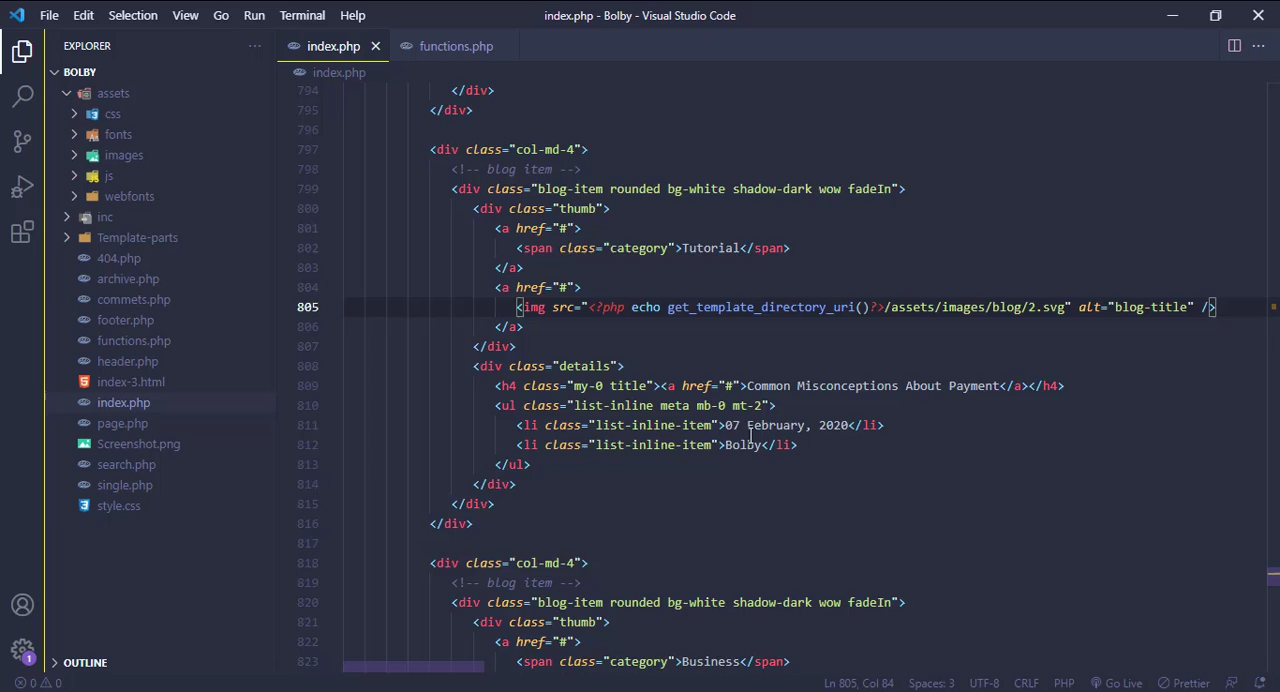 File Edit Selection View Go Run Terminal Help
index.php - Bolby - Visual Studio Code
EXPLORER
index.php
functions.php
BOLBY
assets
css
fonts
images
js
webfonts
inc
Template-parts
404.php
archive.php
commets.php
footer.php
functions.php
header.php
index-3.html
index.php
page.php
Screenshot.png
search.php
single.php
style.css
OUTLINE
index.php
794 </div>
795 </div>
796
797 <div class="col-md-4">
798 <!-- blog item -->
799 <div class="blog-item rounded bg-white shadow-dark wow fadeIn">
800 <div class="thumb">
801 <a href="#">
802 <span class="category">Tutorial</span>
803 </a>
804 <a href="#">
805 <img src="<?php echo get_template_directory_uri()?>/assets/images/blog/2.svg" alt="blog-title" />
806 </a>
807 </div>
808 <div class="details">
809 <h4 class="my-0 title"><a href="#">Common Misconceptions About Payment</a></h4>
810 <ul class="list-inline meta mb-0 mt-2">
811 <li class="list-inline-item">07 February, 2020</li>
812 <li class="list-inline-item">Bolby</li>
813 </ul>
814 </div>
815 </div>
816 </div>
817
818 <div class="col-md-4">
819 <!-- blog item -->
820 <div class="blog-item rounded bg-white shadow-dark wow fadeIn">
821 <div class="thumb">
822 <a href="#">
823 <span class="category">Business</span>
1
0 0 Ln 805, Col 84 Spaces: 3 UTF-8 CRLF PHP Go Live Prettier